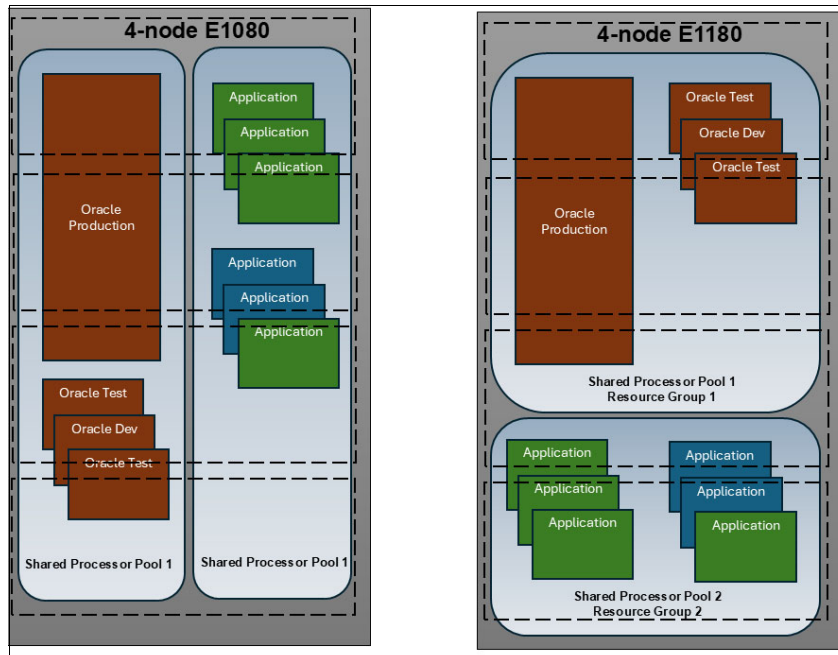 4-node E1080
Oracle
Production
Oracle Test
Oracle Dev
Oracle Test
Shared Processor Pool 1
Application
Application
Application
Application
Application
Application
Shared Processor Pool 1
4-node E1180
Oracle
Production
Oracle Test
Oracle Dev
Oracle Test
Shared Processor Pool 1
Resource Group 1
Application
Application
Application
Application
Application
Application
Shared Processor Pool 2
Resource Group 2